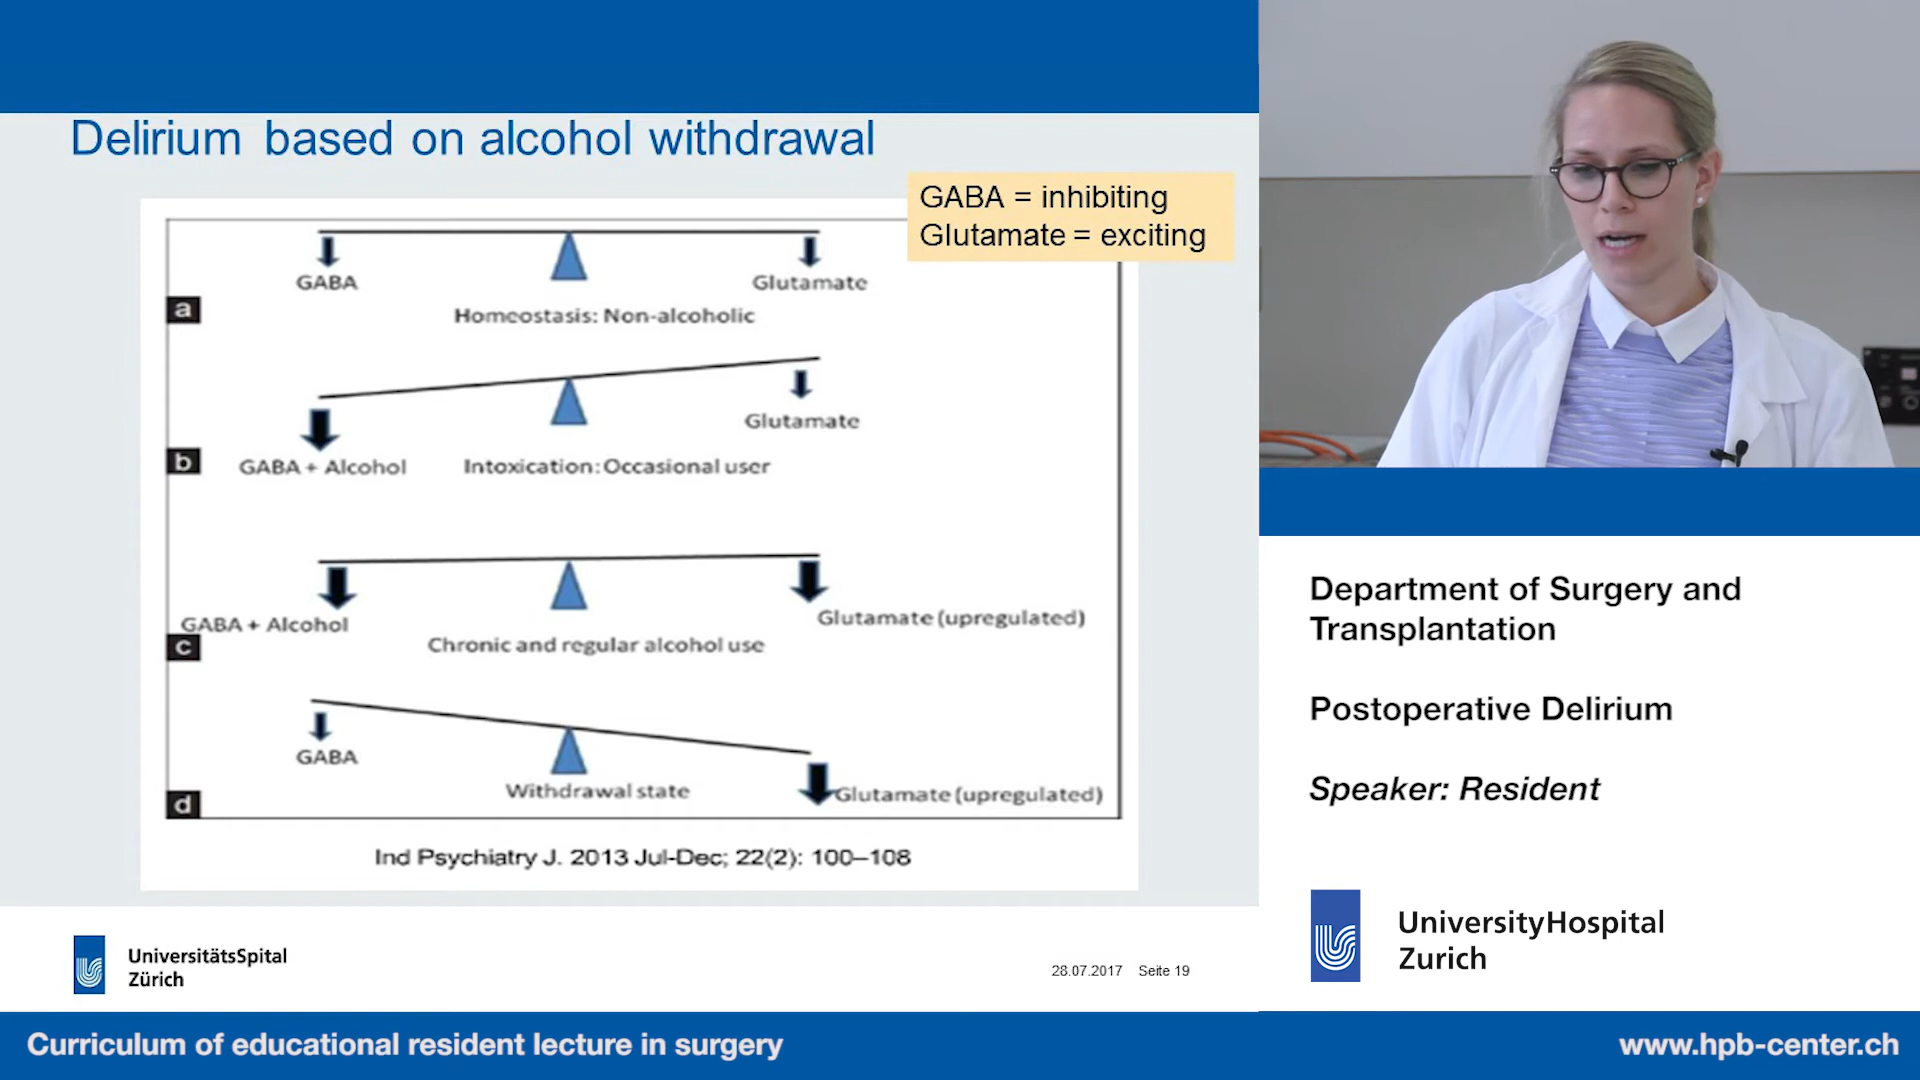 Delirium based on alcohol withdrawal
GABA = inhibiting
Glutamate = exciting
GABA
Glutamate
a
Homeostasis: Non-alcoholic
Glutamate
b
GABA + Alcohol
Intoxication: Occasional user
GABA + Alcohol
Glutamate (upregulated)
c
Chronic and regular alcohol use
GABA
Withdrawal state
Glutamate (upregulated)
d
Ind Psychiatry J. 2013 Jul-Dec; 22(2): 100–108
UniversitätsSpital
Zürich
28.07.2017 Seite 19
Department of Surgery and
Transplantation
Postoperative Delirium
Speaker: Resident
UniversityHospital
Zurich
Curriculum of educational resident lecture in surgery
www.hpb-center.ch